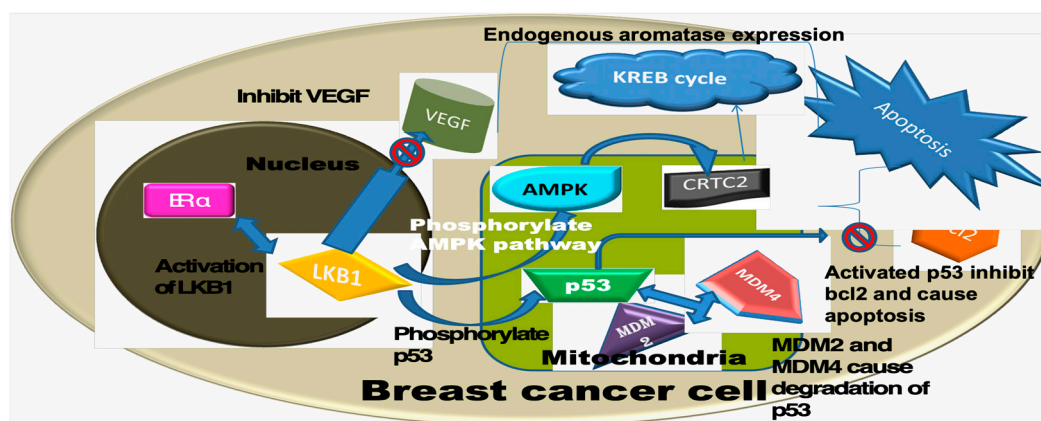 Endogenous aromatase expression
KREB cycle
Apoptosis
Inhibit VEGF
VEGF
Nucleus
ERα
AMPK
CRTC2
Phosphorylate
AMPK pathway
Activation
of LKB1
LKB1
p53
MDM4
MDM
2
cl2
Activated p53 inhibit
bcl2 and cause
apoptosis
Phosphorylate
p53
Mitochondria
MDM2 and
MDM4 cause
degradation of
p53
Breast cancer cell